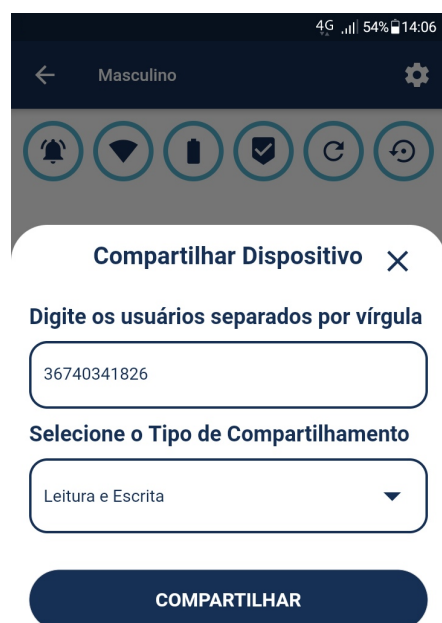 4G 54% 14:06
Masculino
Compartilhar Dispositivo
Digite os usuários separados por vírgula
36740341826
Selecione o Tipo de Compartilhamento
Leitura e Escrita
COMPARTILHAR